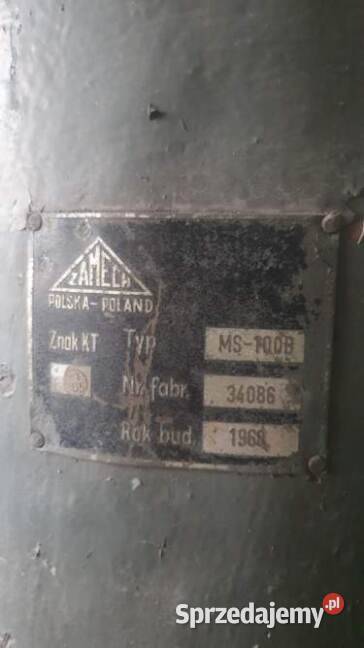 ZAMECH
POLSKA-POLAND
Znak KT Typ MS-100B
Nr. fabr. 34086
Rok bud. 1968
Sprzedajemy.pl